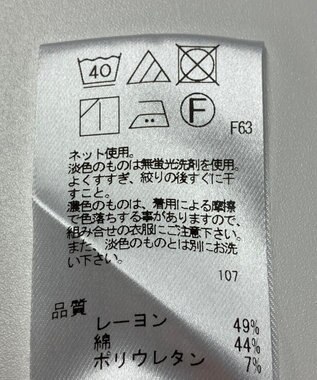 40
F
F63
ネット使用。
淡色のものは無蛍光洗剤を使用。
よくすすぎ、絞りの後すぐに干
すこと。
濃色のものは、着用による摩擦
で色落ちする事がありますので、
組み合せの衣服にご注意下さい。
また、淡色のものとは別にお洗
い下さい。
107
品質
レーヨン 49%
綿 44%
ポリウレタン 7%